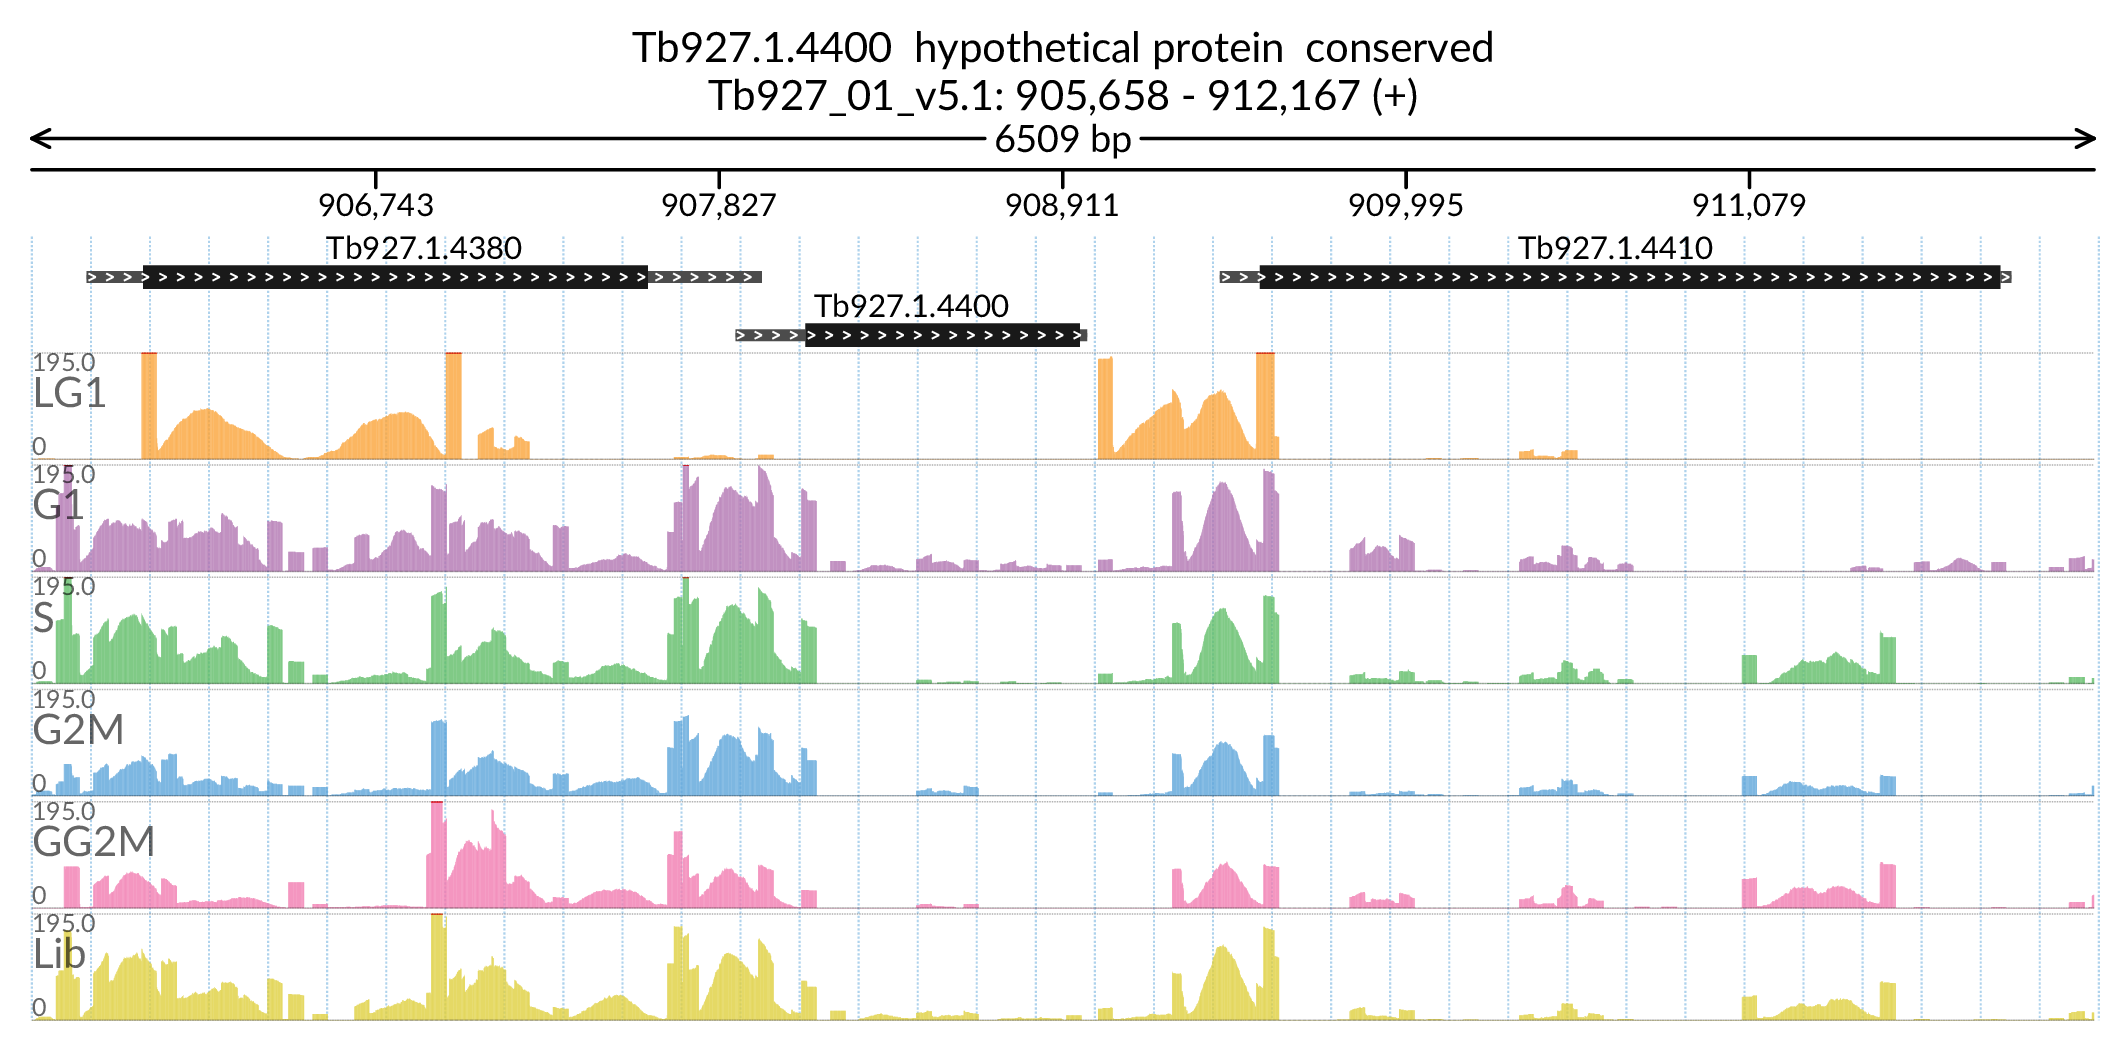 Tb927.1.4400  hypothetical protein  conserved
Tb927_01_v5.1: 905,658 - 912,167 (+)
6509 bp
906,743 907,827 908,911 909,995 911,079
Tb927.1.4380 Tb927.1.4410
Tb927.1.4400
195.0
LG1
0
195.0
G1
0
195.0
S
0
195.0
G2M
0
195.0
GG2M
0
195.0
Lib
0